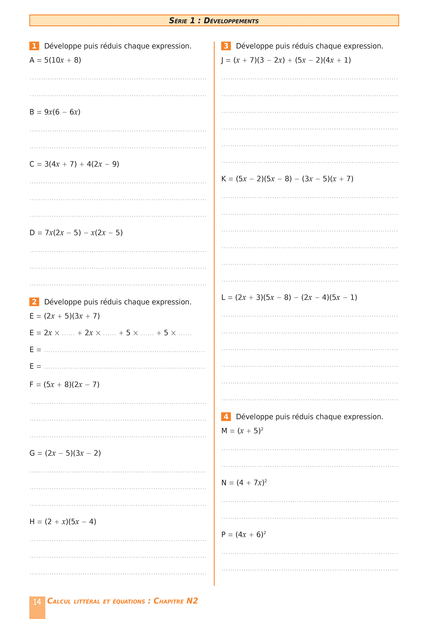 SÉRIE 1 : DÉVELOPPEMENTS
1 Développe puis réduis chaque expression.
A = 5(10x + 8)
B = 9x(6 − 6x)
C = 3(4x + 7) + 4(2x − 9)
D = 7x(2x − 5) − x(2x − 5)
2 Développe puis réduis chaque expression.
E = (2x + 5)(3x + 7)
E = 2x × ...... + 2x × ...... + 5 × ...... + 5 × ......
E = ......
E = ......
F = (5x + 8)(2x − 7)
G = (2x − 5)(3x − 2)
H = (2 + x)(5x − 4)
3 Développe puis réduis chaque expression.
J = (x + 7)(3 − 2x) + (5x − 2)(4x + 1)
K = (5x − 2)(5x − 8) − (3x − 5)(x + 7)
L = (2x + 3)(5x − 8) − (2x − 4)(5x − 1)
4 Développe puis réduis chaque expression.
M = (x + 5)²
N = (4 + 7x)²
P = (4x + 6)²
14 CALCUL LITTÉRAL ET ÉQUATIONS : CHAPITRE N2